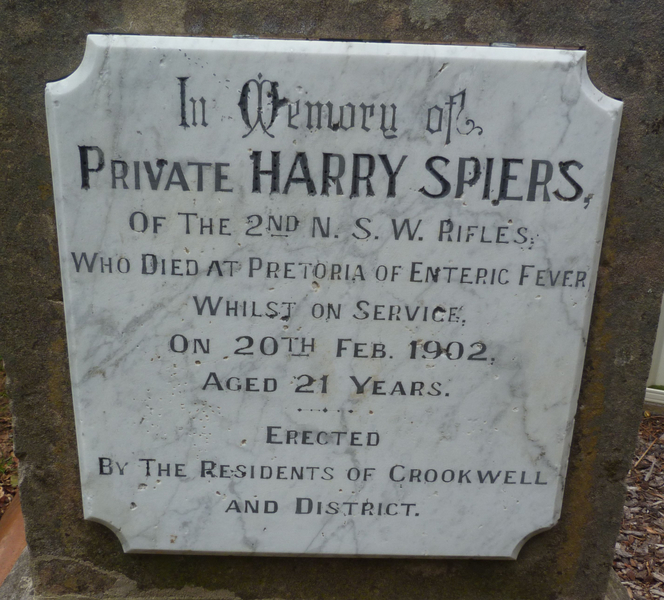 In Memory of
PRIVATE HARRY SPIERS,
OF THE 2ND N. S. W. RIFLES,
WHO DIED AT PRETORIA OF ENTERIC FEVER
WHILST ON SERVICE,
ON 20TH FEB. 1902,
AGED 21 YEARS.
ERECTED
BY THE RESIDENTS OF CROOKWELL
AND DISTRICT.